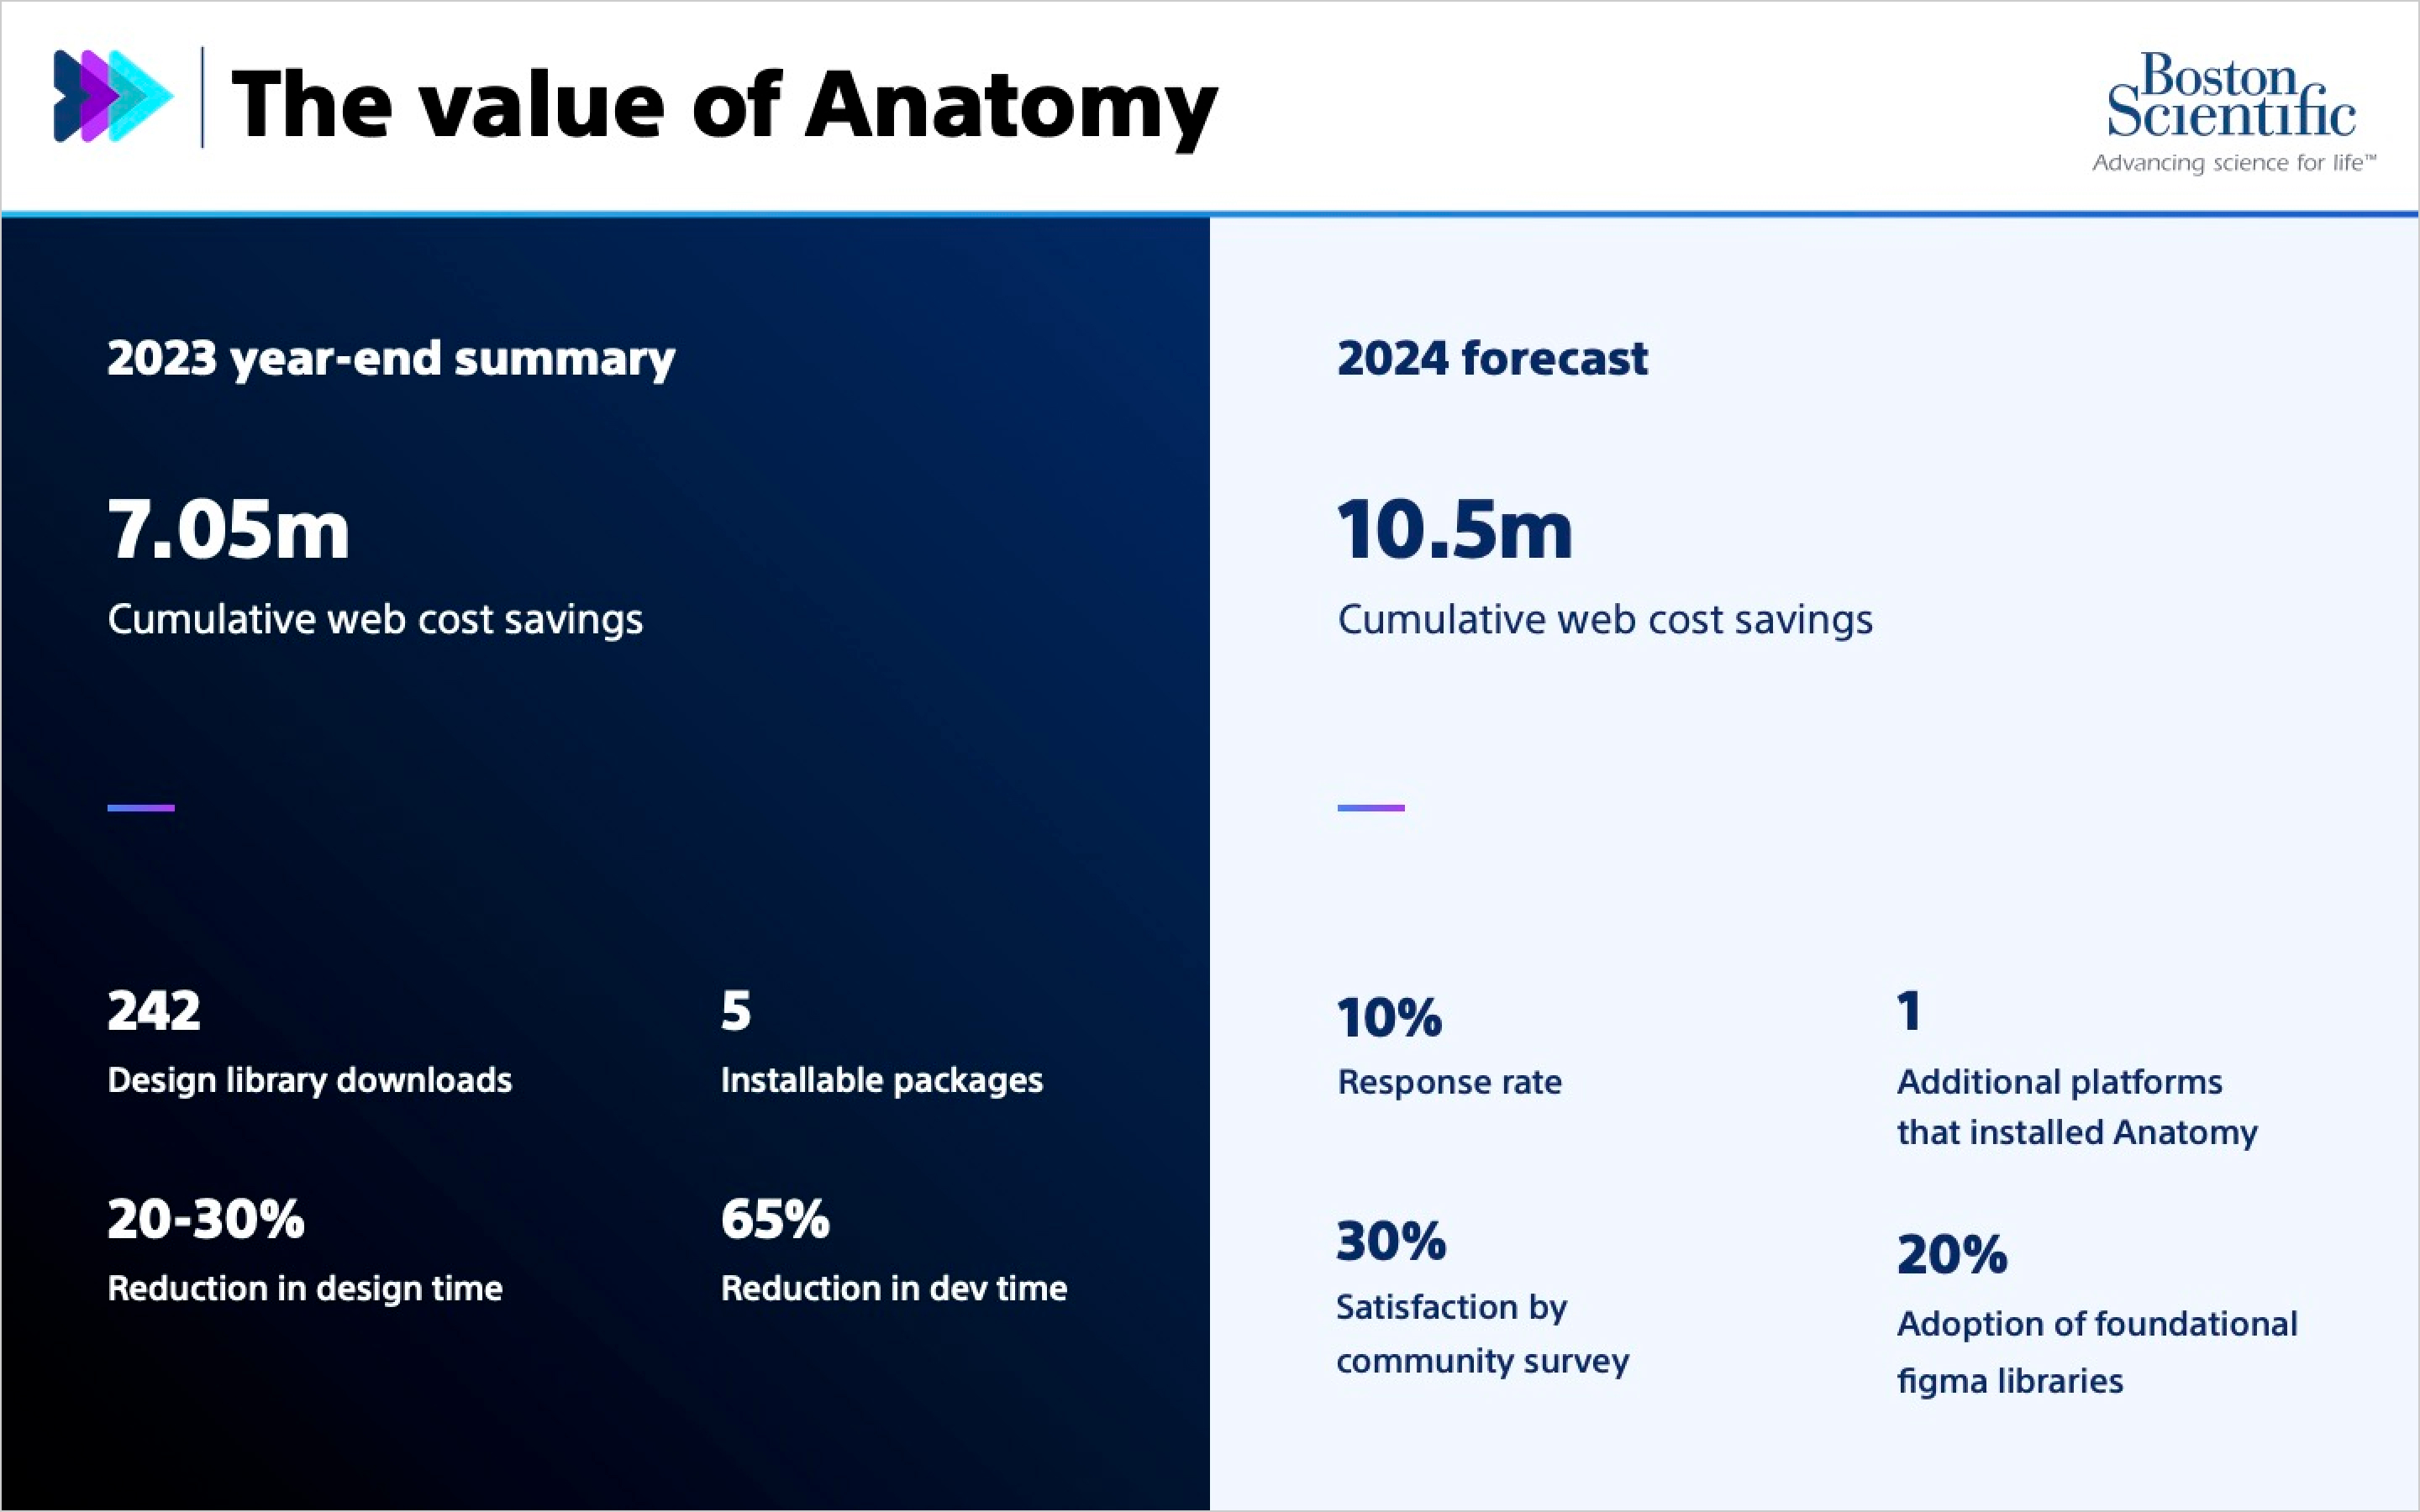 The value of Anatomy
Boston
Scientific
Advancing science for life™
2023 year-end summary
7.05m
Cumulative web cost savings
242
Design library downloads
5
Installable packages
20-30%
Reduction in design time
65%
Reduction in dev time
2024 forecast
10.5m
Cumulative web cost savings
10%
Response rate
1
Additional platforms
that installed Anatomy
30%
Satisfaction by
community survey
20%
Adoption of foundational
figma libraries